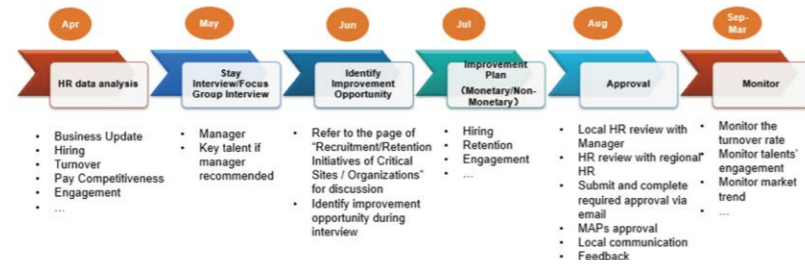 Apr
May
Jun
Jul
Aug
Sep-
Mar
HR data analysis
Stay
Interview/Focus
Group Interview
Identify
Improvement
Opportunity
Improvement
Plan
(Monetary/Non-
Monetary)
Approval
Monitor
• Business Update
• Hiring
• Turnover
• Pay Competitiveness
• Engagement
• ...
• Manager
• Key talent if
manager
recommended
• Refer to the page of
"Recruitment/Retention
Initiatives of Critical
Sites / Organizations"
for discussion
• Identify improvement
opportunity during
interview
• Hiring
• Retention
• Engagement
• ...
• Local HR review with
Manager
• HR review with regional
HR
• Submit and complete
required approval via
email
• MAPs approval
• Local communication
• Feedback
• Monitor the
turnover rate
• Monitor talents'
engagement
• Monitor market
trend
• ...